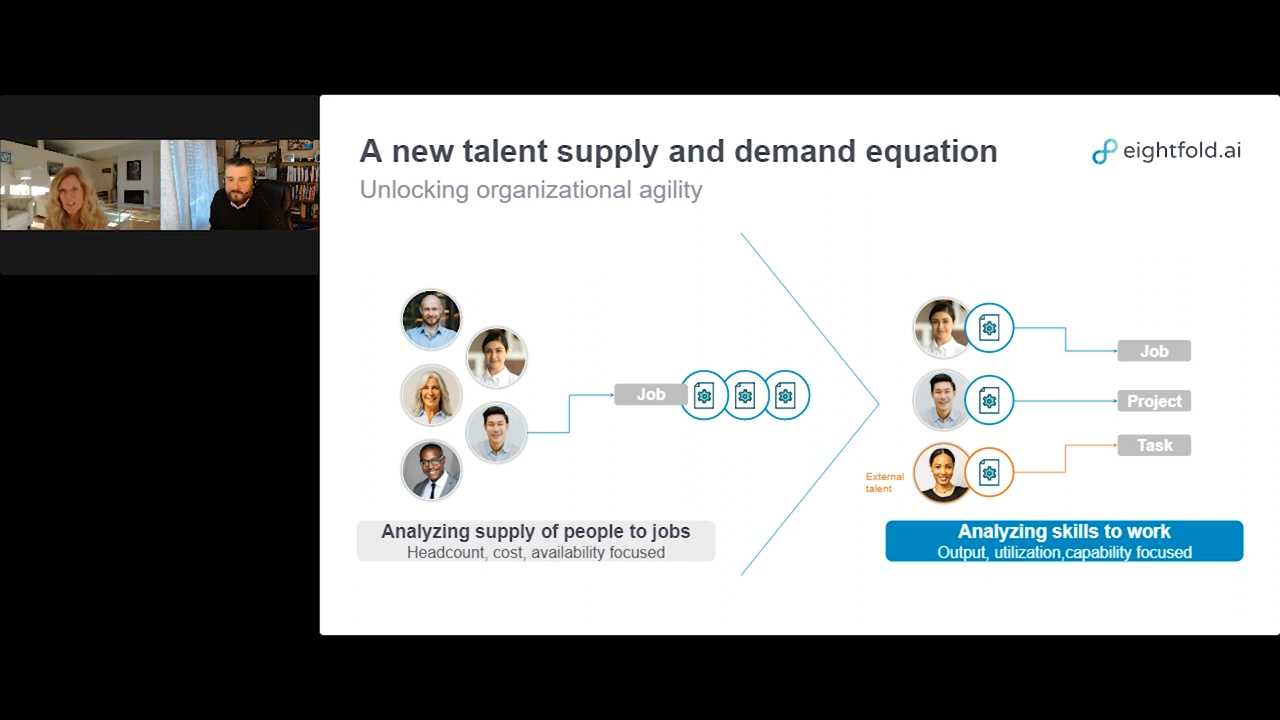 A new talent supply and demand equation
eightfold.ai
Unlocking organizational agility
Job
Job
Project
Task
External
talent
Analyzing supply of people to jobs
Headcount, cost, availability focused
Analyzing skills to work
Output, utilization,capability focused